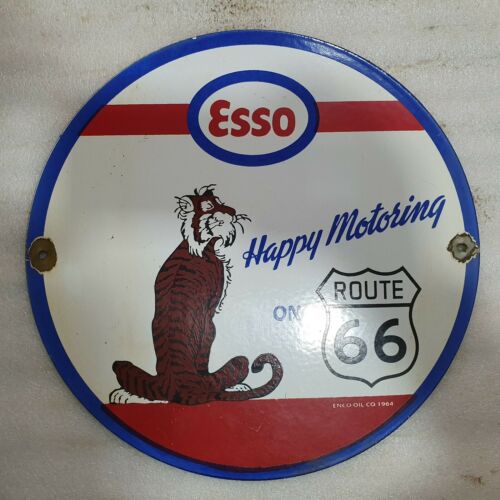 Esso
Happy Motoring
ON
ROUTE
66
ENCO OIL CO. 1964